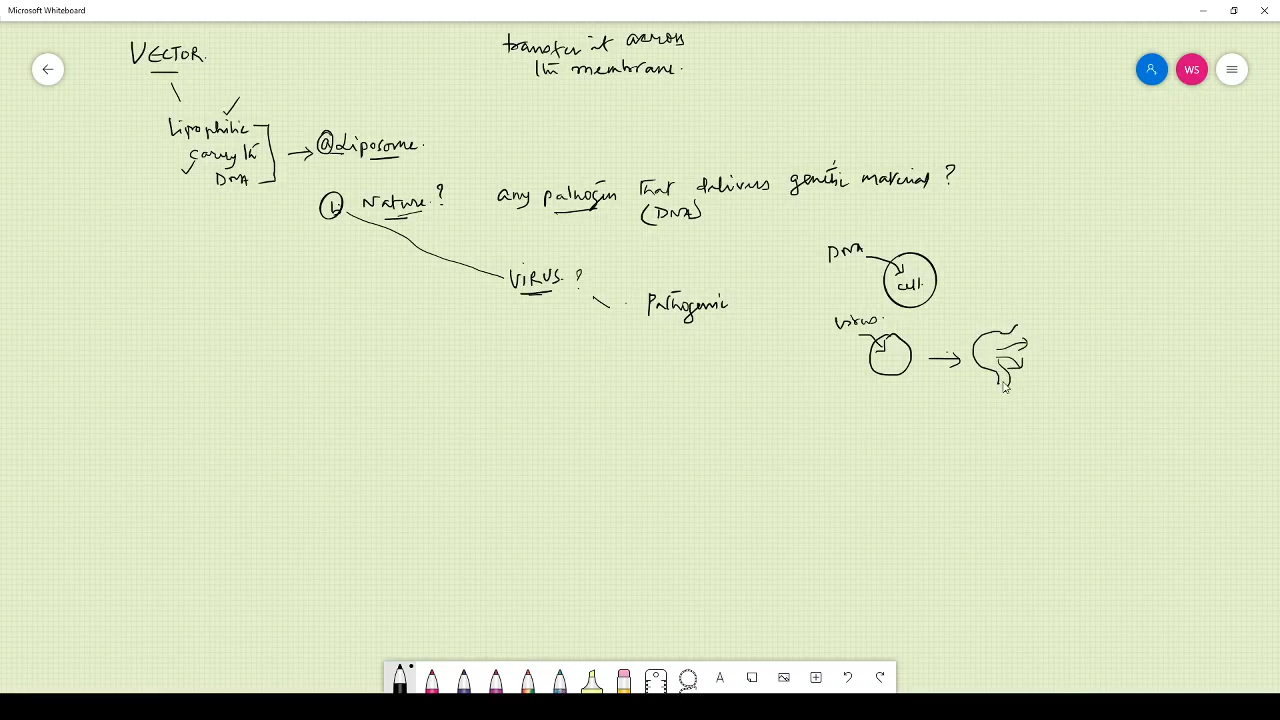 Microsoft Whiteboard
transfer it across
the membrane.
VECTOR.
WS
Lipophilic
carry the
DNA
(a) Liposome.
(b) Nature?
any pathogen that delivers genetic material?
(DNA)
VIRUS?
Pathogenic
DNA
cell
virus.
A